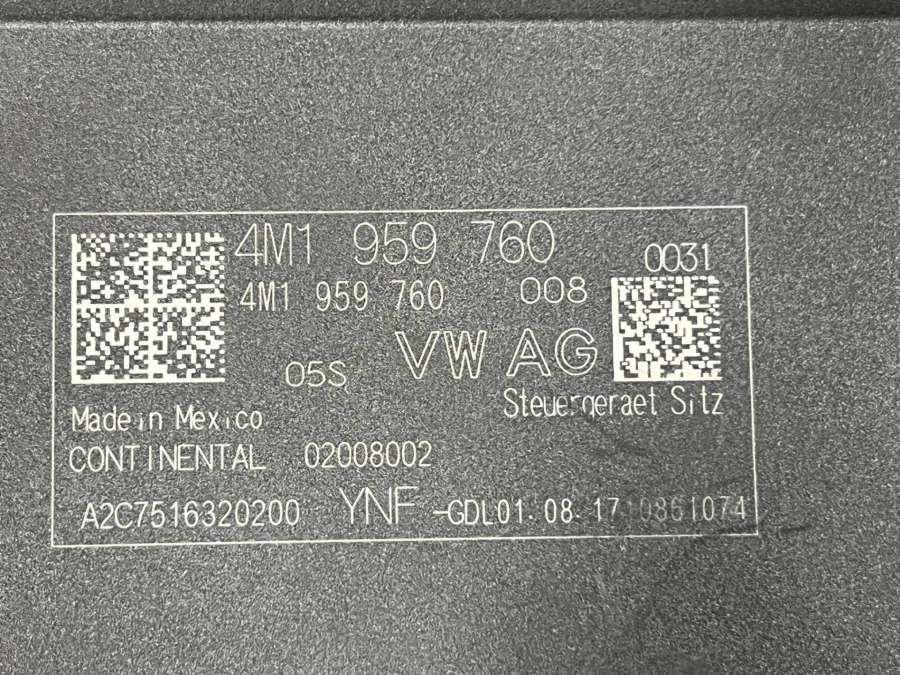 4M1 959 760
0031
4M1 959 760 008
05S VW AG
Steuergeraet Sitz
Made in Mexico
CONTINENTAL 02008002
A2C7516320200 YNF -GDL01.08.1710861074